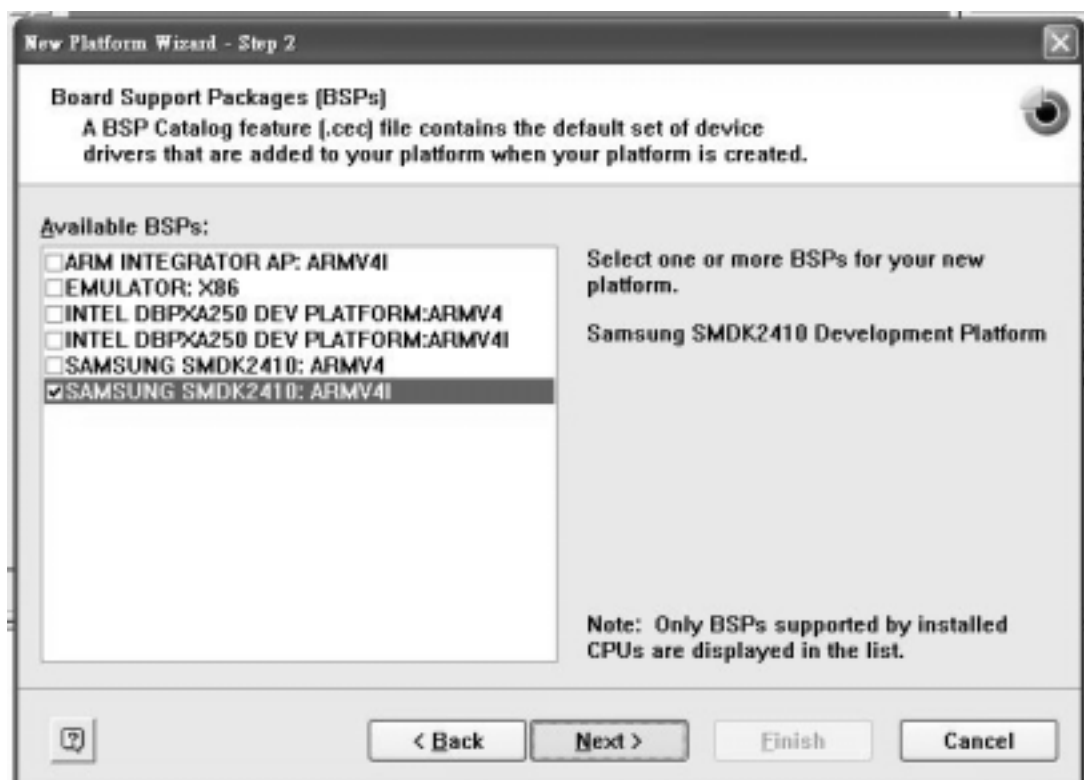 New Platform Wizard - Step 2
Board Support Packages (BSPs)
A BSP Catalog feature (.cec) file contains the default set of device
drivers that are added to your platform when your platform is created.
Available BSPs:
ARM INTEGRATOR AP: ARMV4I
EMULATOR: X86
INTEL DBPXA250 DEV PLATFORM:ARMV4
INTEL DBPXA250 DEV PLATFORM:ARMV4I
SAMSUNG SMDK2410: ARMV4
SAMSUNG SMDK2410: ARMV4I
Select one or more BSPs for your new
platform.
Samsung SMDK2410 Development Platform
Note: Only BSPs supported by installed
CPUs are displayed in the list.
? < Back Next > Finish Cancel